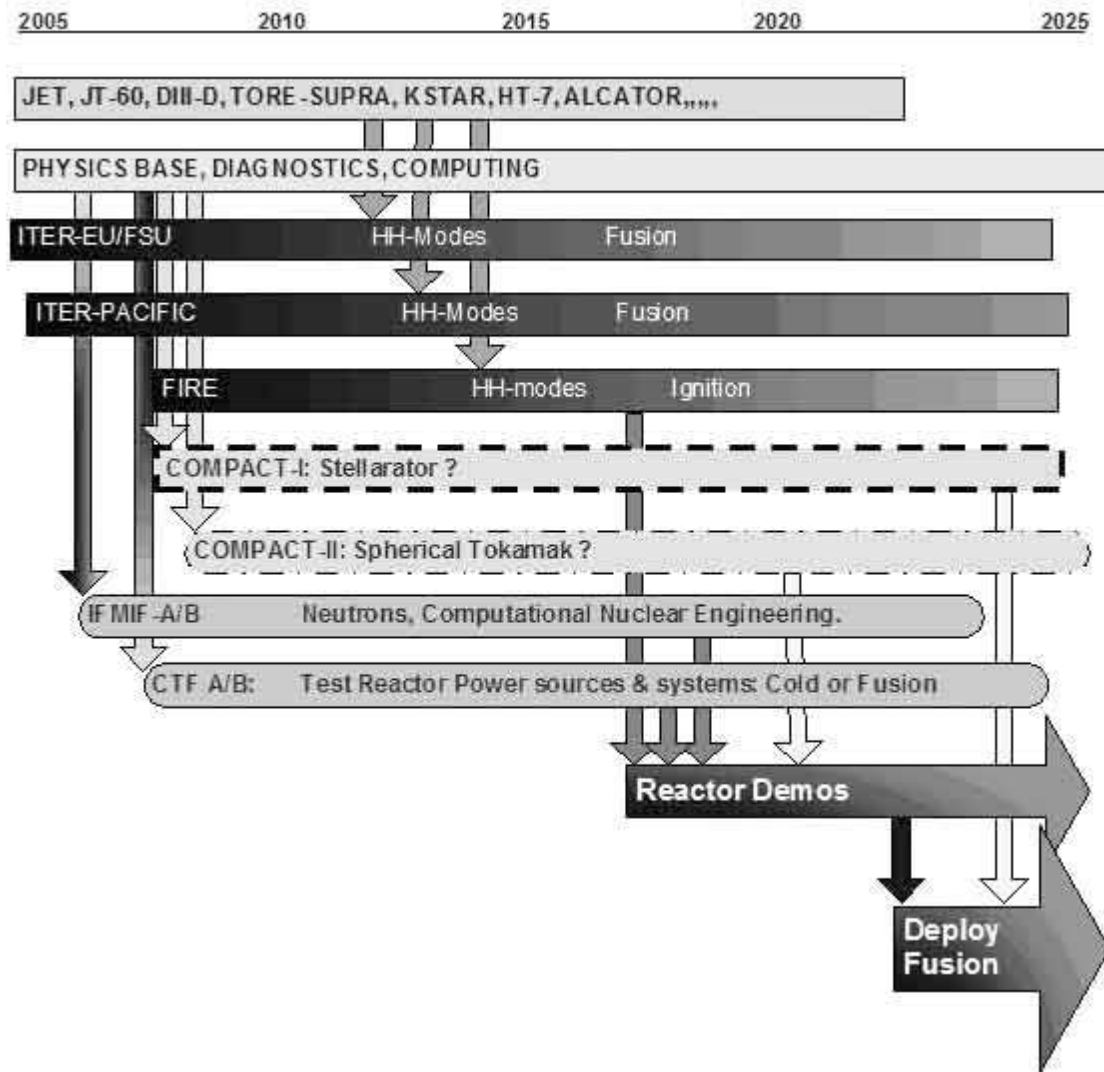 2005 2010 2015 2020 2025
JET, JT-60, DIII-D, TORE-SUPRA, KSTAR, HT-7, ALCATOR,,,,,
PHYSICS BASE, DIAGNOSTICS, COMPUTING
ITER-EU/FSU HH-Modes Fusion
ITER-PACIFIC HH-Modes Fusion
FIRE HH-modes Ignition
COMPACT-I: Stellarator ?
COMPACT-II: Spherical Tokamak ?
IFMIF-A/B Neutrons, Computational Nuclear Engineering.
CTF A/B: Test Reactor Power sources & systems: Cold or Fusion
Reactor Demos
Deploy
Fusion